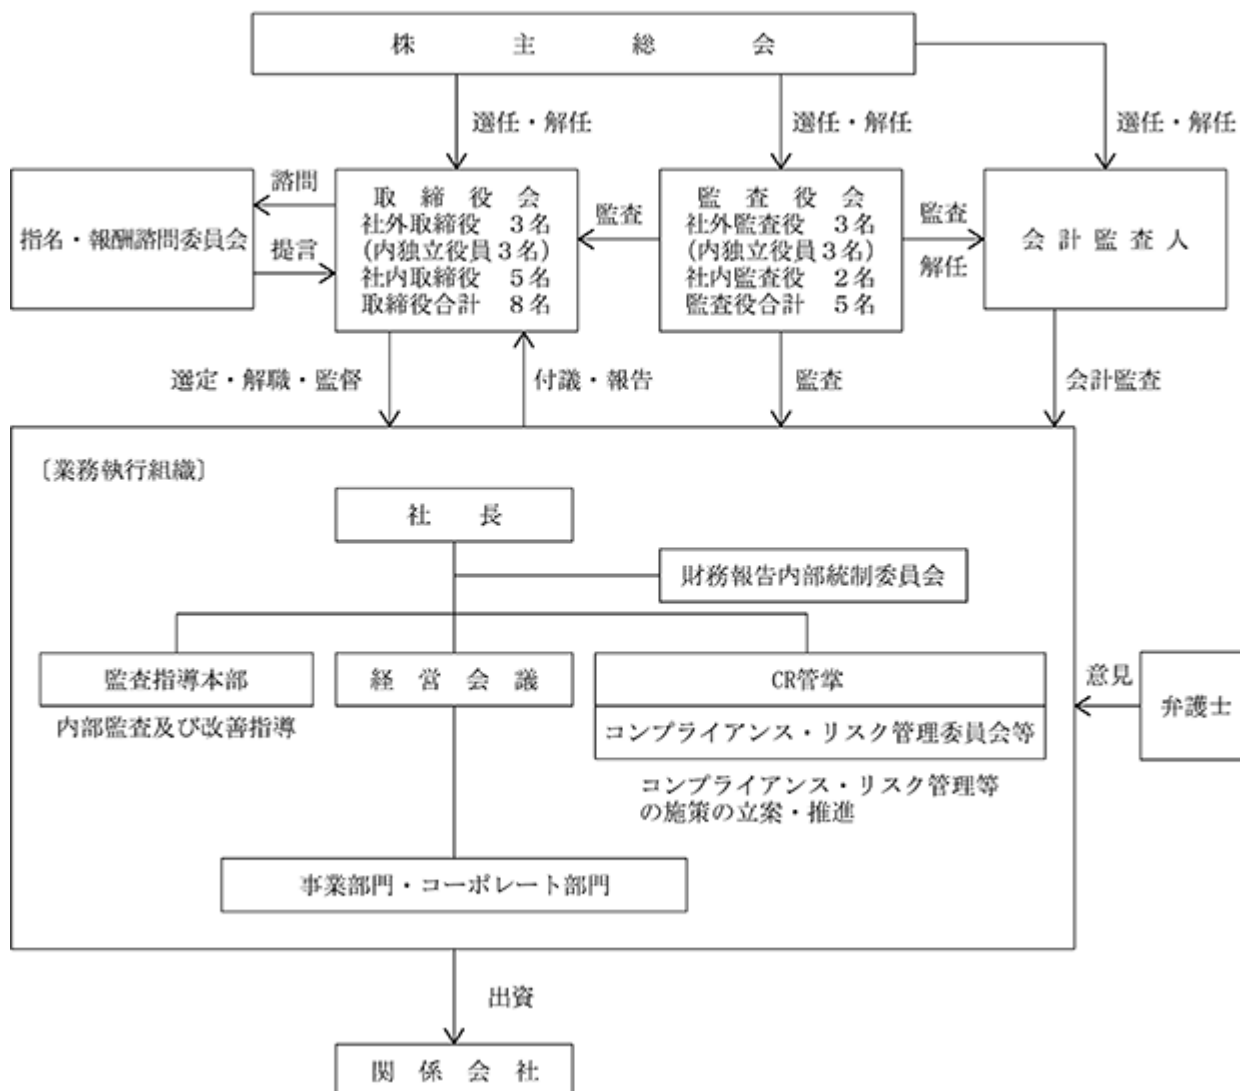 株主総会
選任・解任
選任・解任
選任・解任
指名・報酬諮問委員会
諮問
提言
取締役会
社外取締役 3名
(内独立役員3名)
社内取締役 5名
取締役合計 8名
監査
監査役会
社外監査役 3名
(内独立役員3名)
社内監査役 2名
監査役合計 5名
監査
解任
会計監査人
選定・解職・監督
付議・報告
監査
会計監査
〔業務執行組織〕
社長
財務報告内部統制委員会
監査指導本部
内部監査及び改善指導
経営会議
CR管掌
コンプライアンス・リスク管理委員会等
コンプライアンス・リスク管理等
の施策の立案・推進
意見
弁護士
事業部門・コーポレート部門
出資
関係会社